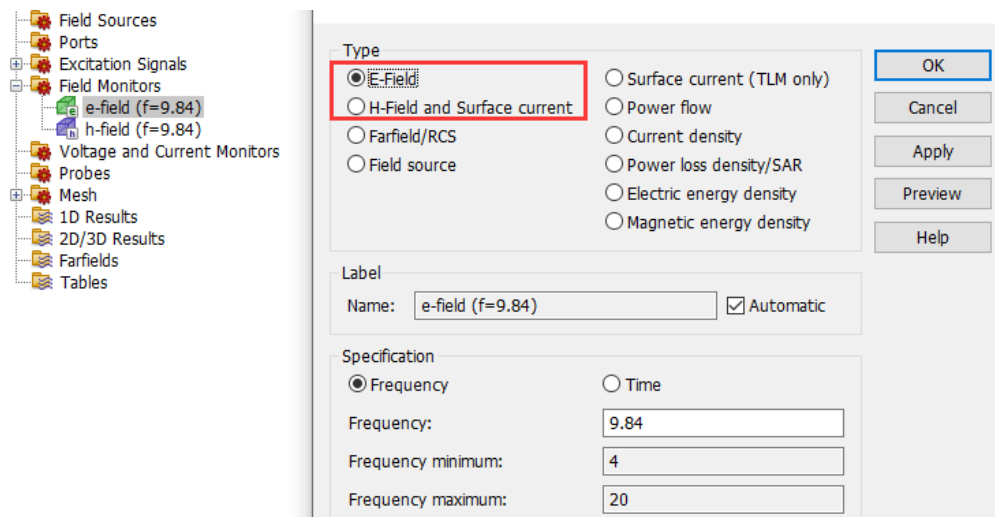 Field Sources
Ports
Excitation Signals
Field Monitors
e-field (f=9.84)
h-field (f=9.84)
Voltage and Current Monitors
Probes
Mesh
1D Results
2D/3D Results
Farfields
Tables
Type
E-Field
H-Field and Surface current
Farfield/RCS
Field source
Surface current (TLM only)
Power flow
Current density
Power loss density/SAR
Electric energy density
Magnetic energy density
OK
Cancel
Apply
Preview
Help
Label
Name: e-field (f=9.84) Automatic
Specification
Frequency Time
Frequency: 9.84
Frequency minimum: 4
Frequency maximum: 20